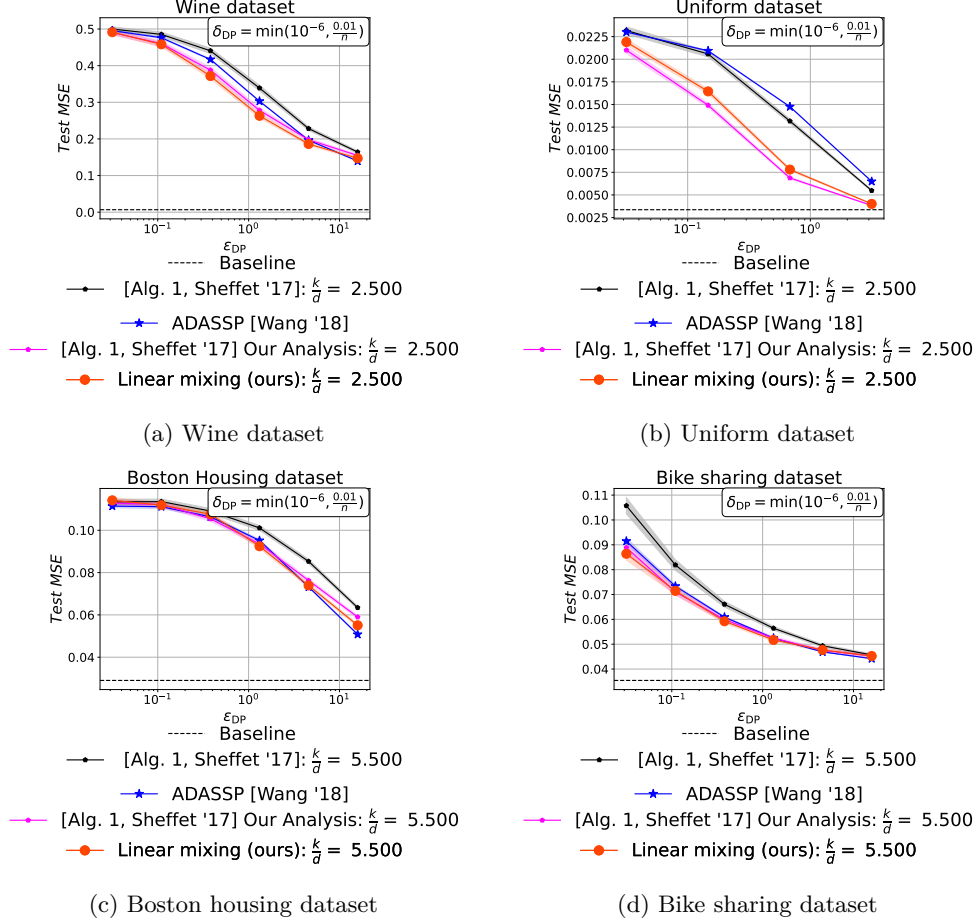 Wine dataset
δ_DP = min(10^−6, 0.01/n)
Test MSE
0.5
0.4
0.3
0.2
0.1
0.0
10^−1 10^0 10^1
ε_DP
Baseline
[Alg. 1, Sheffet '17]: k/d = 2.500
ADASSP [Wang '18]
[Alg. 1, Sheffet '17] Our Analysis: k/d = 2.500
Linear mixing (ours): k/d = 2.500
(a) Wine dataset
Uniform dataset
δ_DP = min(10^−6, 0.01/n)
Test MSE
0.0225
0.0200
0.0175
0.0150
0.0125
0.0100
0.0075
0.0050
0.0025
10^−1 10^0
ε_DP
Baseline
[Alg. 1, Sheffet '17]: k/d = 2.500
ADASSP [Wang '18]
[Alg. 1, Sheffet '17] Our Analysis: k/d = 2.500
Linear mixing (ours): k/d = 2.500
(b) Uniform dataset
Boston Housing dataset
δ_DP = min(10^−6, 0.01/n)
Test MSE
0.10
0.08
0.06
0.04
10^−1 10^0 10^1
ε_DP
Baseline
[Alg. 1, Sheffet '17]: k/d = 5.500
ADASSP [Wang '18]
[Alg. 1, Sheffet '17] Our Analysis: k/d = 5.500
Linear mixing (ours): k/d = 5.500
(c) Boston housing dataset
Bike sharing dataset
δ_DP = min(10^−6, 0.01/n)
Test MSE
0.11
0.10
0.09
0.08
0.07
0.06
0.05
0.04
10^−1 10^0 10^1
ε_DP
Baseline
[Alg. 1, Sheffet '17]: k/d = 5.500
ADASSP [Wang '18]
[Alg. 1, Sheffet '17] Our Analysis: k/d = 5.500
Linear mixing (ours): k/d = 5.500
(d) Bike sharing dataset